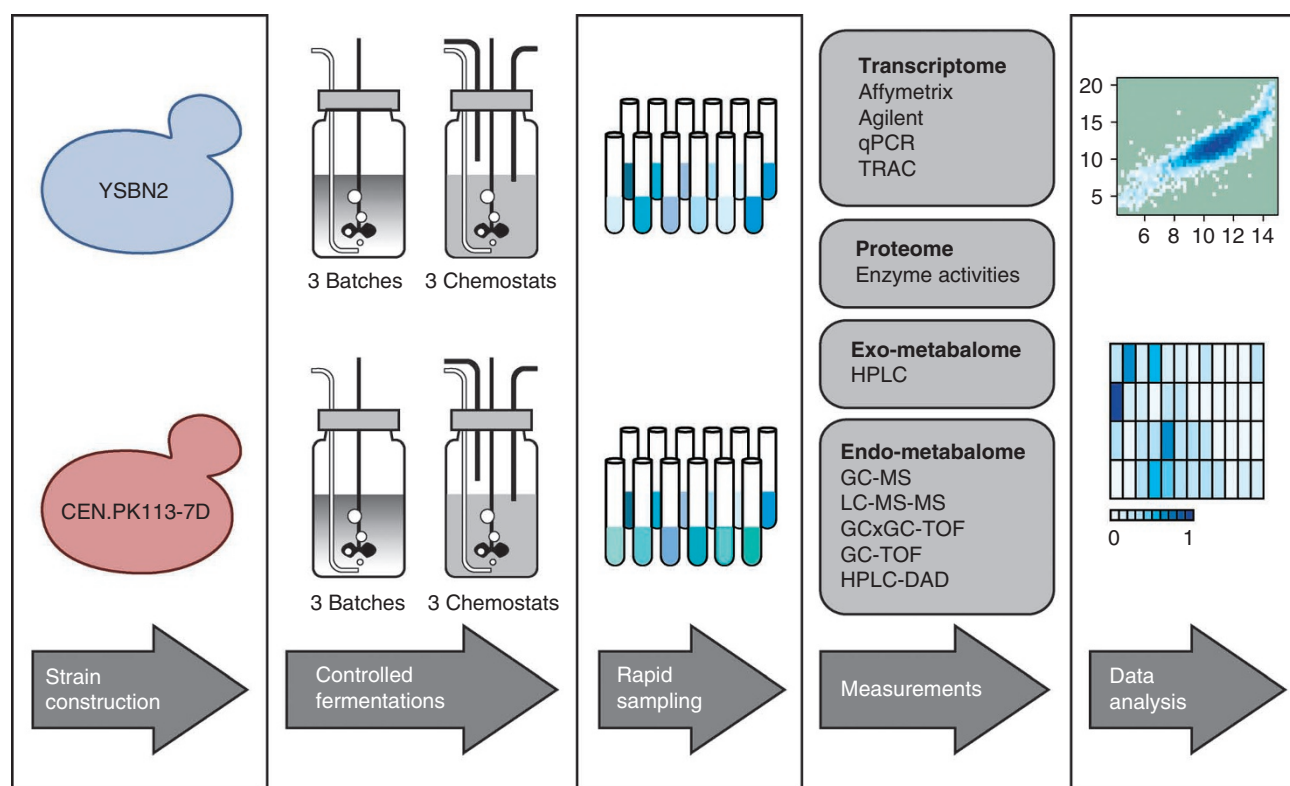 YSBN2
CEN.PK113-7D
Strain
construction
3 Batches
3 Chemostats
3 Batches
3 Chemostats
Controlled
fermentations
Rapid
sampling
Transcriptome
Affymetrix
Agilent
qPCR
TRAC
Proteome
Enzyme activities
Exo-metabalome
HPLC
Endo-metabalome
GC-MS
LC-MS-MS
GCxGC-TOF
GC-TOF
HPLC-DAD
Measurements
20
15
10
5
6 8 10 12 14
0 1
Data
analysis